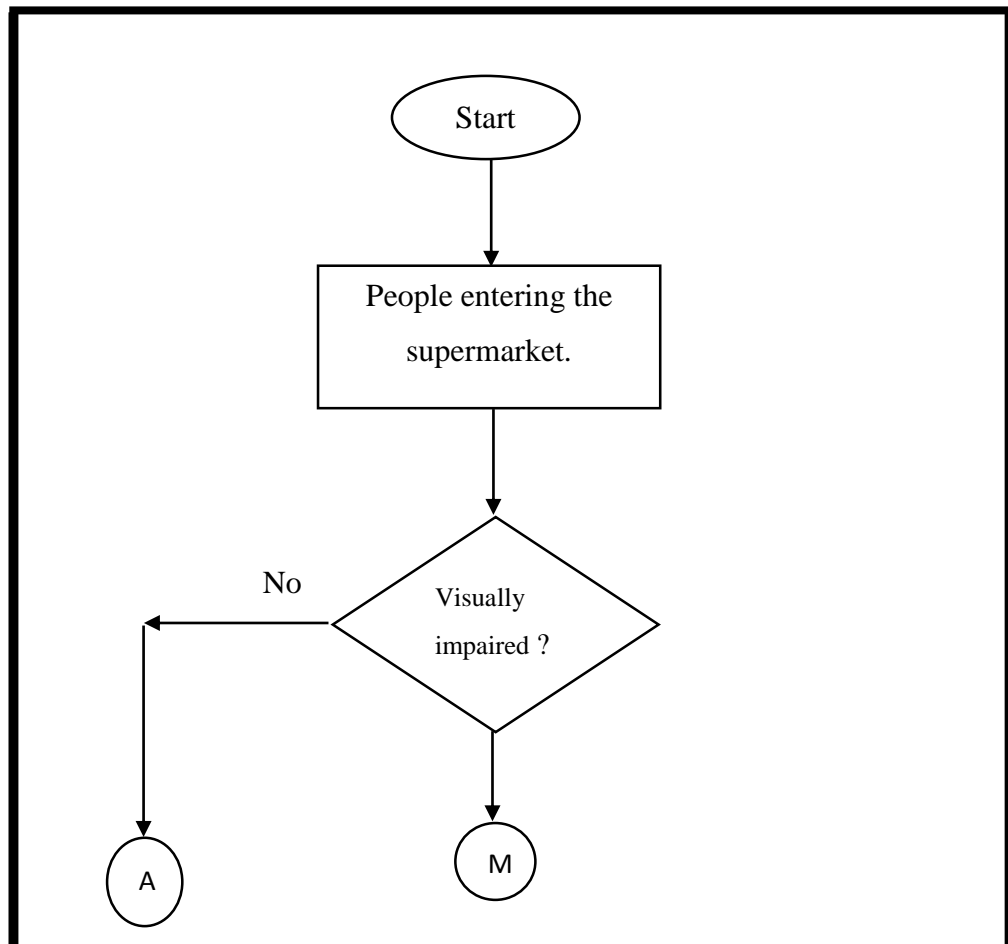 Start
People entering the
supermarket.
No
Visually
impaired ?
A
M